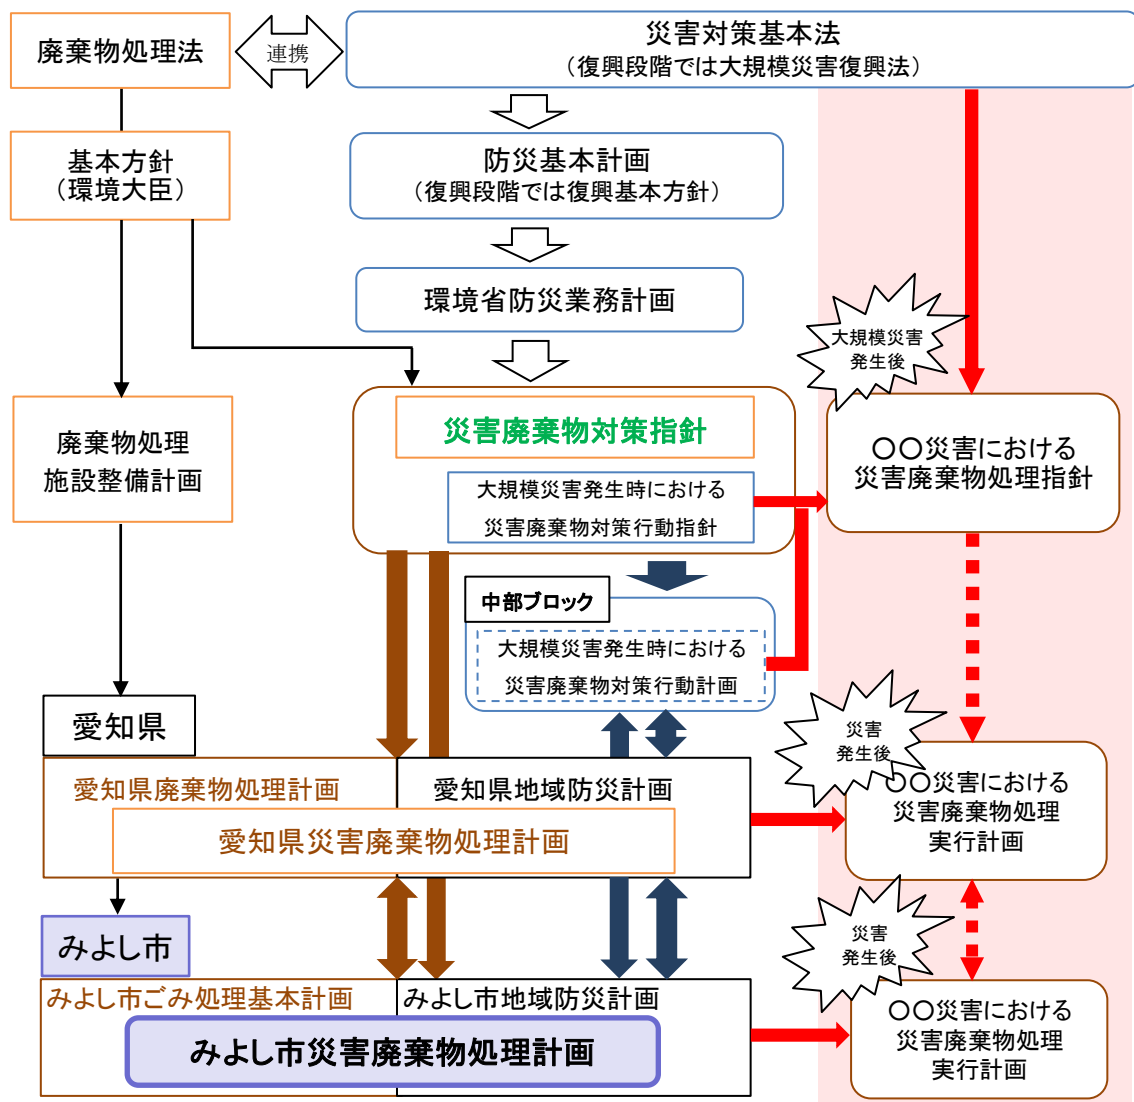 廃棄物処理法
連携
災害対策基本法
(復興段階では大規模災害復興法)
基本方針
(環境大臣)
防災基本計画
(復興段階では復興基本方針)
環境省防災業務計画
大規模災害
発生後
廃棄物処理
施設整備計画
災害廃棄物対策指針
大規模災害発生時における
災害廃棄物対策行動指針
〇〇災害における
災害廃棄物処理指針
中部ブロック
大規模災害発生時における
災害廃棄物対策行動計画
愛知県
愛知県廃棄物処理計画
愛知県地域防災計画
愛知県災害廃棄物処理計画
災害
発生後
〇〇災害における
災害廃棄物処理
実行計画
みよし市
みよし市ごみ処理基本計画
みよし市地域防災計画
みよし市災害廃棄物処理計画
災害
発生後
〇〇災害における
災害廃棄物処理
実行計画